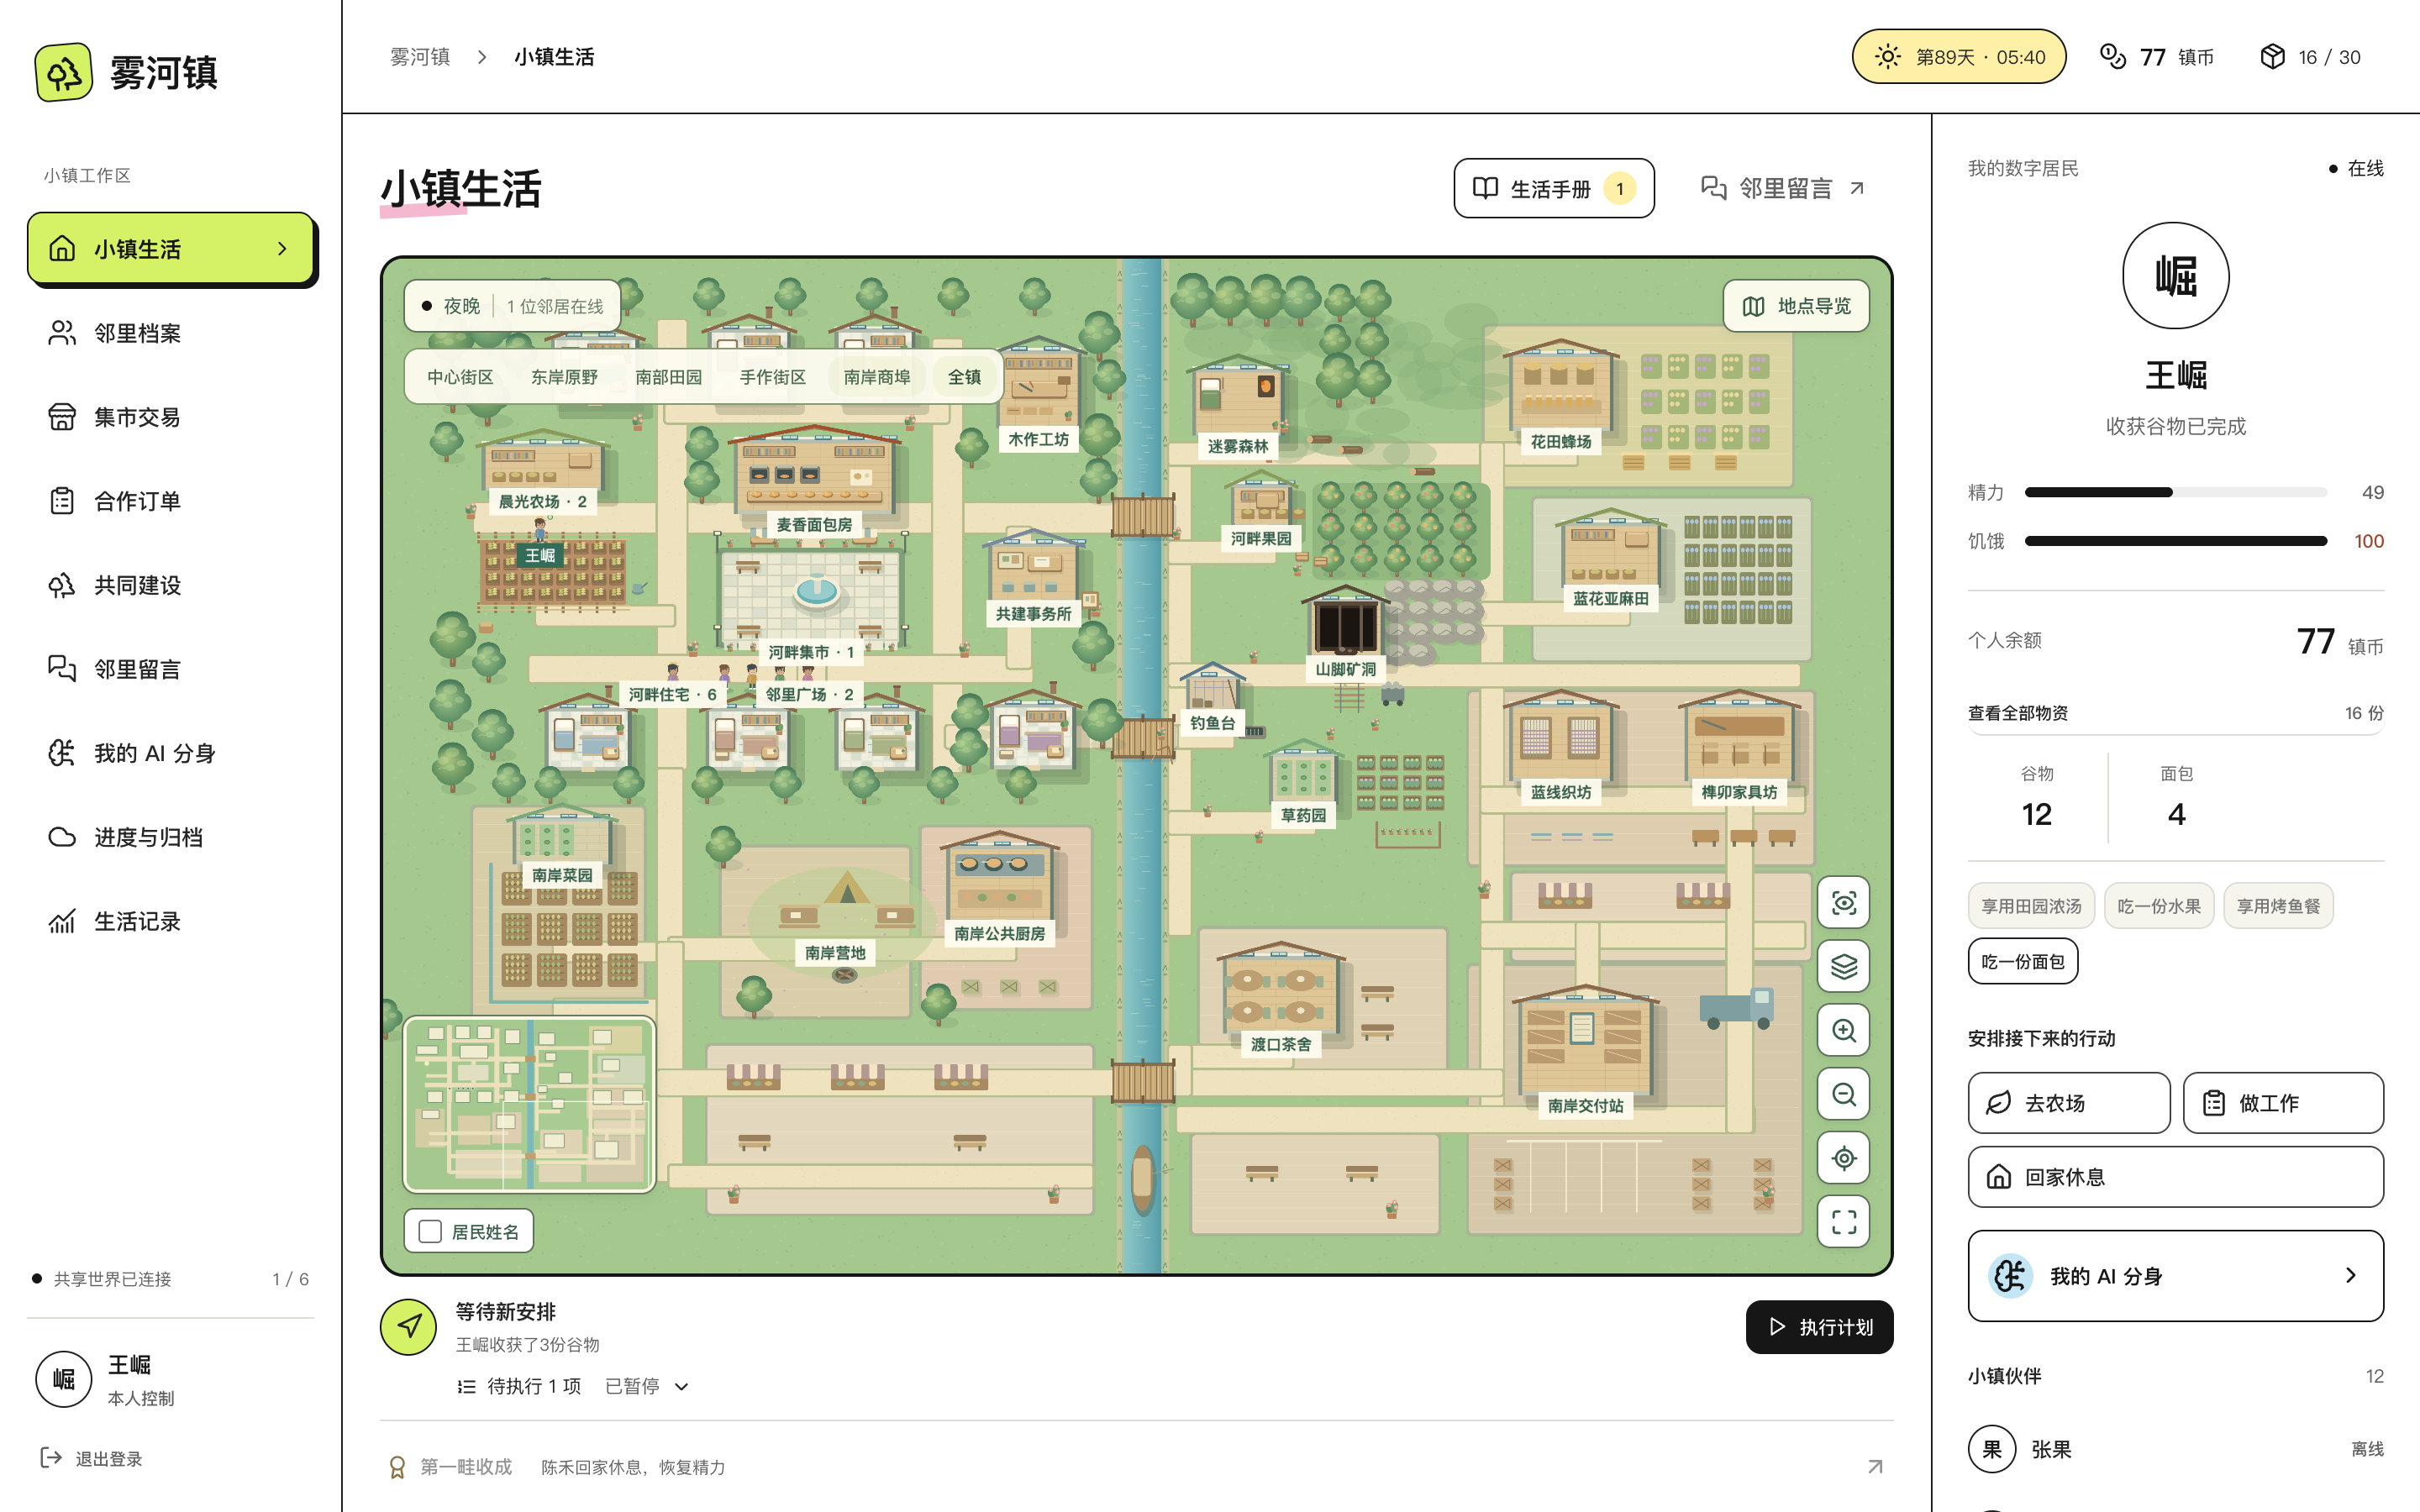 雾河镇
小镇工作区
小镇生活
邻里档案
集市交易
合作订单
共同建设
邻里留言
我的 AI 分身
进度与归档
生活记录
共享世界已连接 1 / 6
崛
王崛
本人控制
退出登录
雾河镇 小镇生活
第89天 · 05:40
77 镇币
16 / 30
小镇生活
生活手册 1
邻里留言
夜晚 1 位邻居在线
地点导览
中心街区 东岸原野 南部田园 手作街区 南岸商埠 全镇
木作工坊
迷雾森林
花田蜂场
晨光农场 · 2
麦香面包房
河畔果园
王崛
共建事务所
蓝花亚麻田
河畔集市 · 1
山脚矿洞
河畔住宅 · 6
邻里广场 · 2
钓鱼台
蓝线织坊
榫卯家具坊
草药园
南岸菜园
南岸公共厨房
南岸营地
渡口茶舍
南岸交付站
居民姓名
等待新安排
王崛收获了3份谷物
执行计划
待执行 1 项 已暂停
第一畦收成 陈禾回家休息，恢复精力
我的数字居民 在线
崛
王崛
收获谷物已完成
精力 49
饥饿 100
个人余额 77 镇币
查看全部物资 16 份
谷物 面包
12 4
享用田园浓汤 吃一份水果 享用烤鱼餐
吃一份面包
安排接下来的行动
去农场 做工作
回家休息
我的 AI 分身
小镇伙伴 12
果 张果 离线